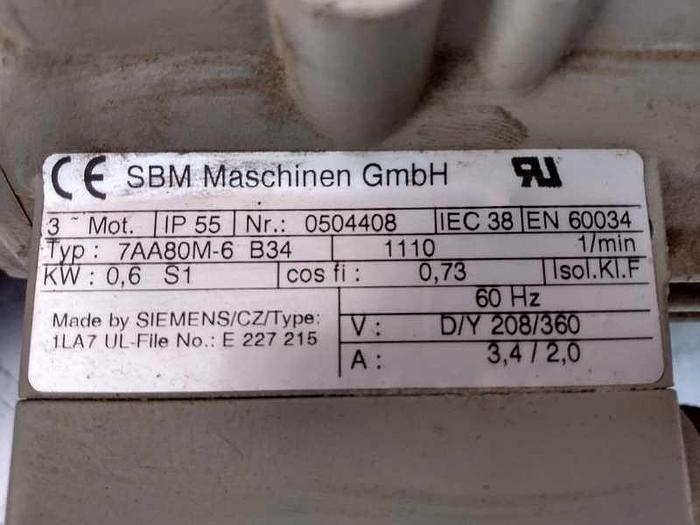 CE SBM Maschinen GmbH RU
3 ~ Mot. IP 55 Nr.: 0504408 IEC 38 EN 60034
Typ : 7AA80M-6 B34 1110 1/min
KW : 0,6 S1 cos fi : 0,73 Isol.Kl.F
60 Hz
Made by SIEMENS/CZ/Type:
1LA7 UL-File No.: E 227 215
V : D/Y 208/360
A : 3,4 / 2,0